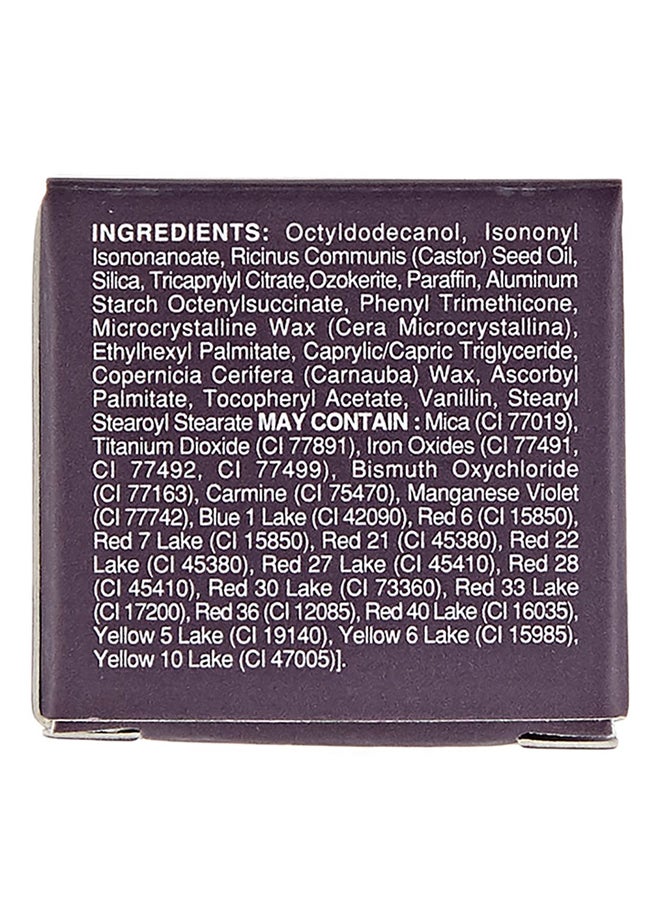 INGREDIENTS: Octyldodecanol, Isononyl
Isononanoate, Ricinus Communis (Castor) Seed Oil,
Silica, Tricaprylyl Citrate,Ozokerite, Paraffin, Aluminum
Starch Octenylsuccinate, Phenyl Trimethicone,
Microcrystalline Wax (Cera Microcrystallina),
Ethylhexyl Palmitate, Caprylic/Capric Triglyceride,
Copernicia Cerifera (Carnauba) Wax, Ascorbyl
Palmitate, Tocopheryl Acetate, Vanillin, Stearyl
Stearoyl Stearate MAY CONTAIN : Mica (CI 77019),
Titanium Dioxide (CI 77891), Iron Oxides (CI 77491,
CI 77492, CI 77499), Bismuth Oxychloride
(CI 77163), Carmine (CI 75470), Manganese Violet
(CI 77742), Blue 1 Lake (CI 42090), Red 6 (CI 15850),
Red 7 Lake (CI 15850), Red 21 (CI 45380), Red 22
Lake (CI 45380), Red 27 Lake (CI 45410), Red 28
(CI 45410), Red 30 Lake (CI 73360), Red 33 Lake
(CI 17200), Red 36 (CI 12085), Red 40 Lake (CI 16035),
Yellow 5 Lake (CI 19140), Yellow 6 Lake (CI 15985),
Yellow 10 Lake (CI 47005)].